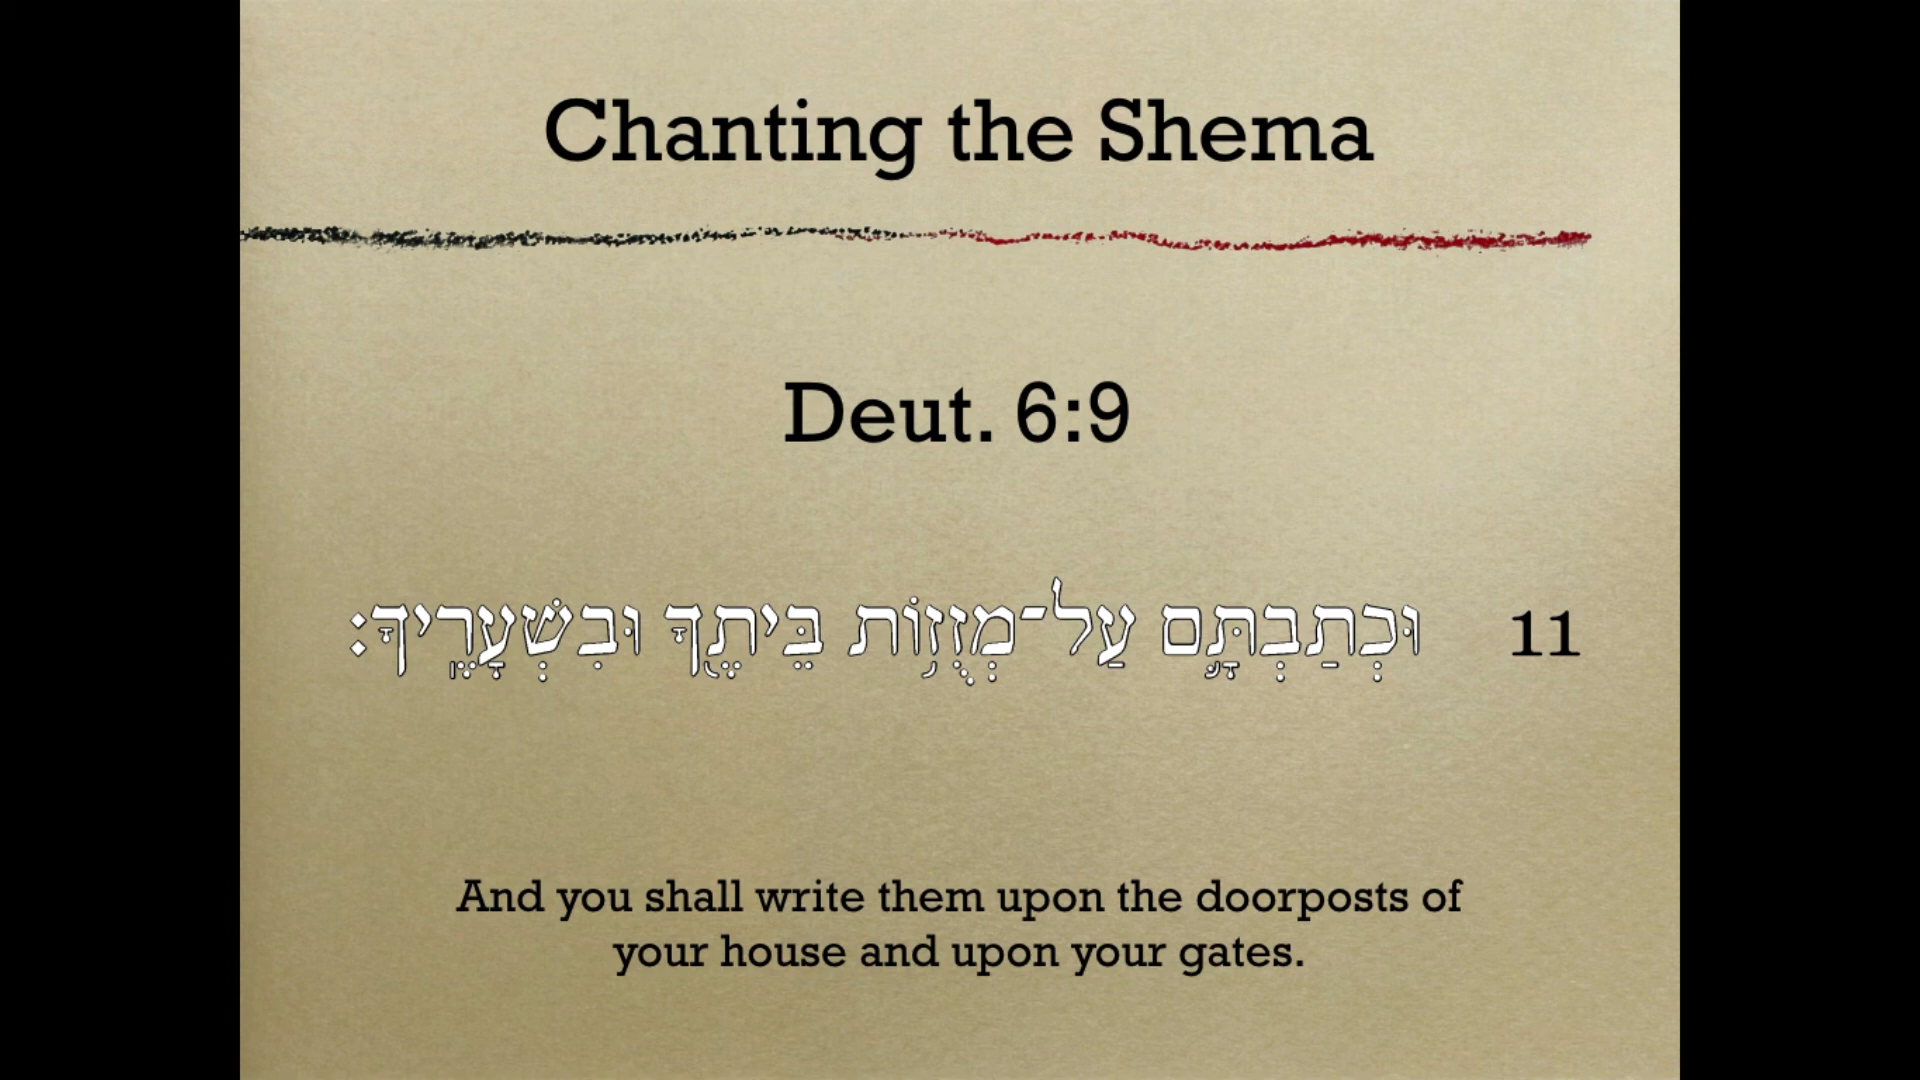 Chanting the Shema
Deut. 6:9
11 וּכְתַבְתָּ֛ם עַל־מְזֻז֥וֹת בֵּיתֶ֖ךָ וּבִשְׁעָרֶֽיךָ׃
And you shall write them upon the doorposts of
your house and upon your gates.